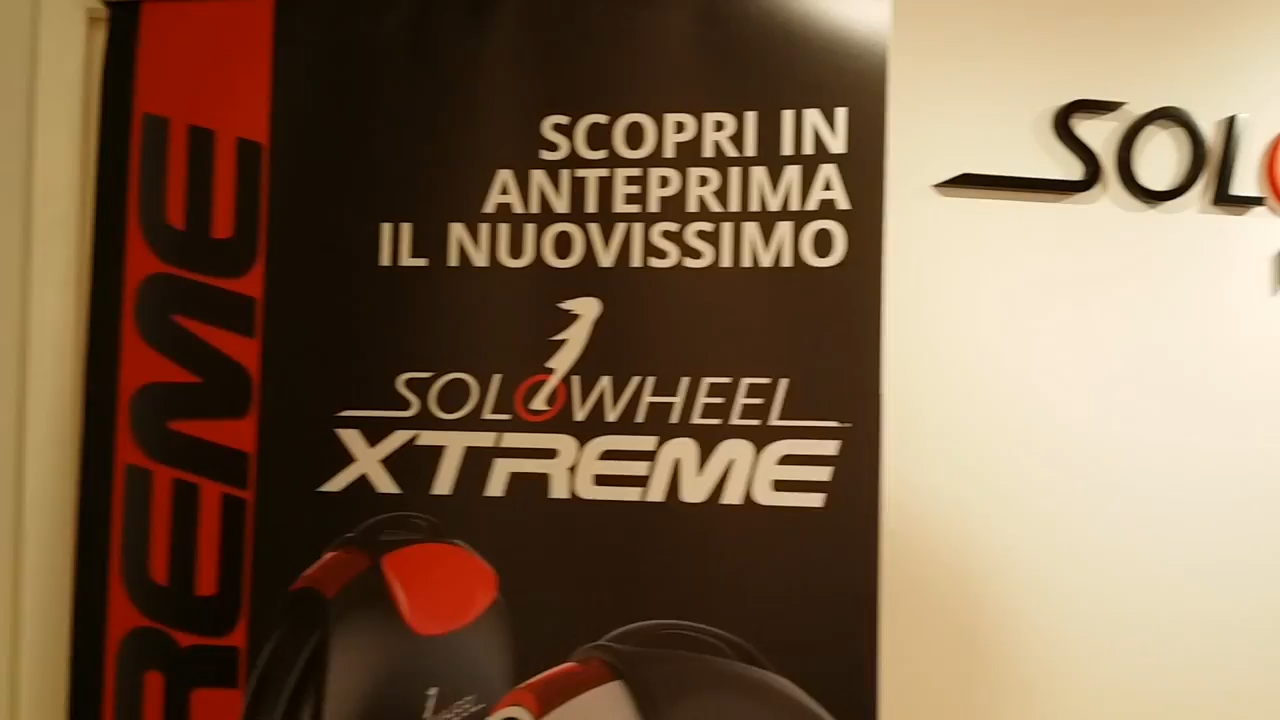 REME
SCOPRI IN
ANTEPRIMA
IL NUOVISSIMO
SOLOWHEEL
XTREME
SOLO